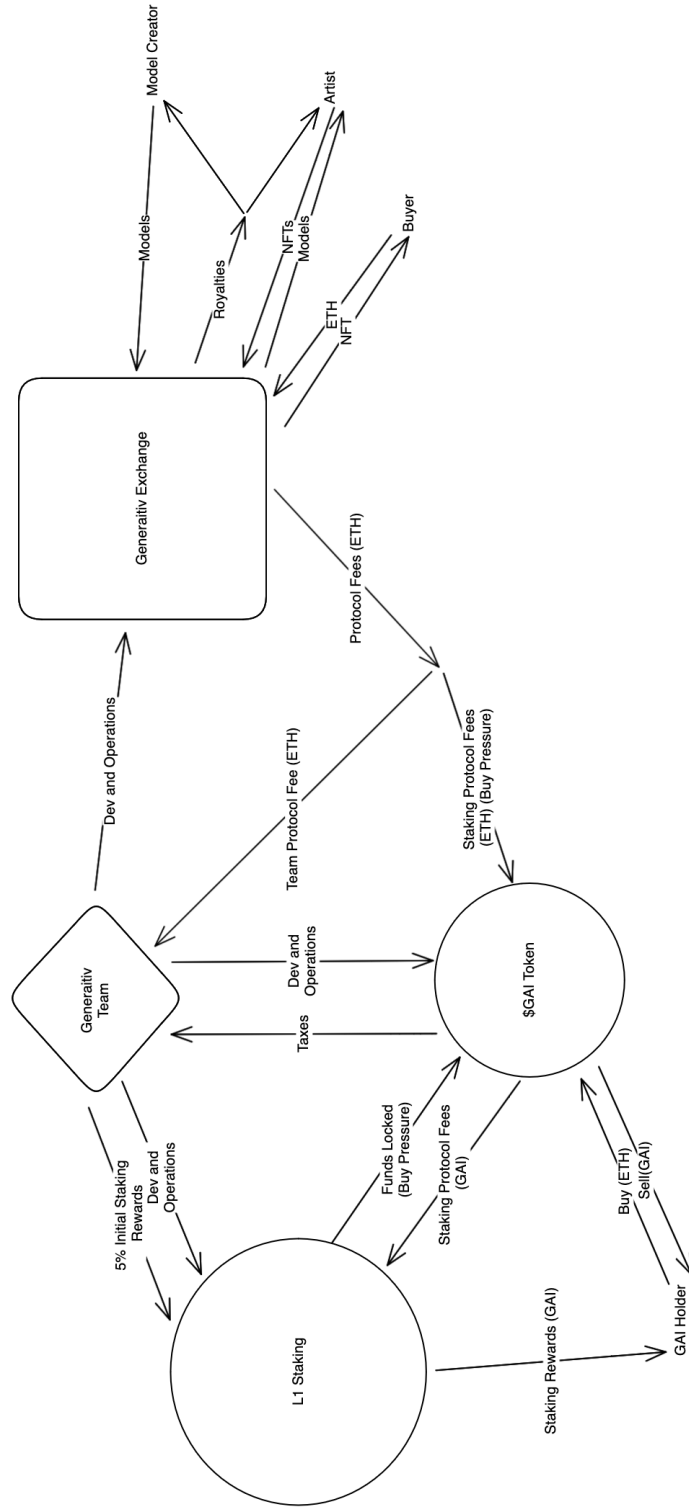 Model Creator
Artist
Models
NFTs
Models
Royalties
Buyer
ETH
NFT
Generaitiv Exchange
Protocol Fees (ETH)
Dev and Operations
Team Protocol Fee (ETH)
Staking Protocol Fees
(ETH) (Buy Pressure)
Generaitiv
Team
Dev and
Operations
Taxes
$GAI Token
5% Initial Staking
Rewards
Dev and
Operations
Funds Locked
(Buy Pressure)
Staking Protocol Fees
(GAI)
Buy (ETH)
Sell(GAI)
L1 Staking
Staking Rewards (GAI)
GAI Holder